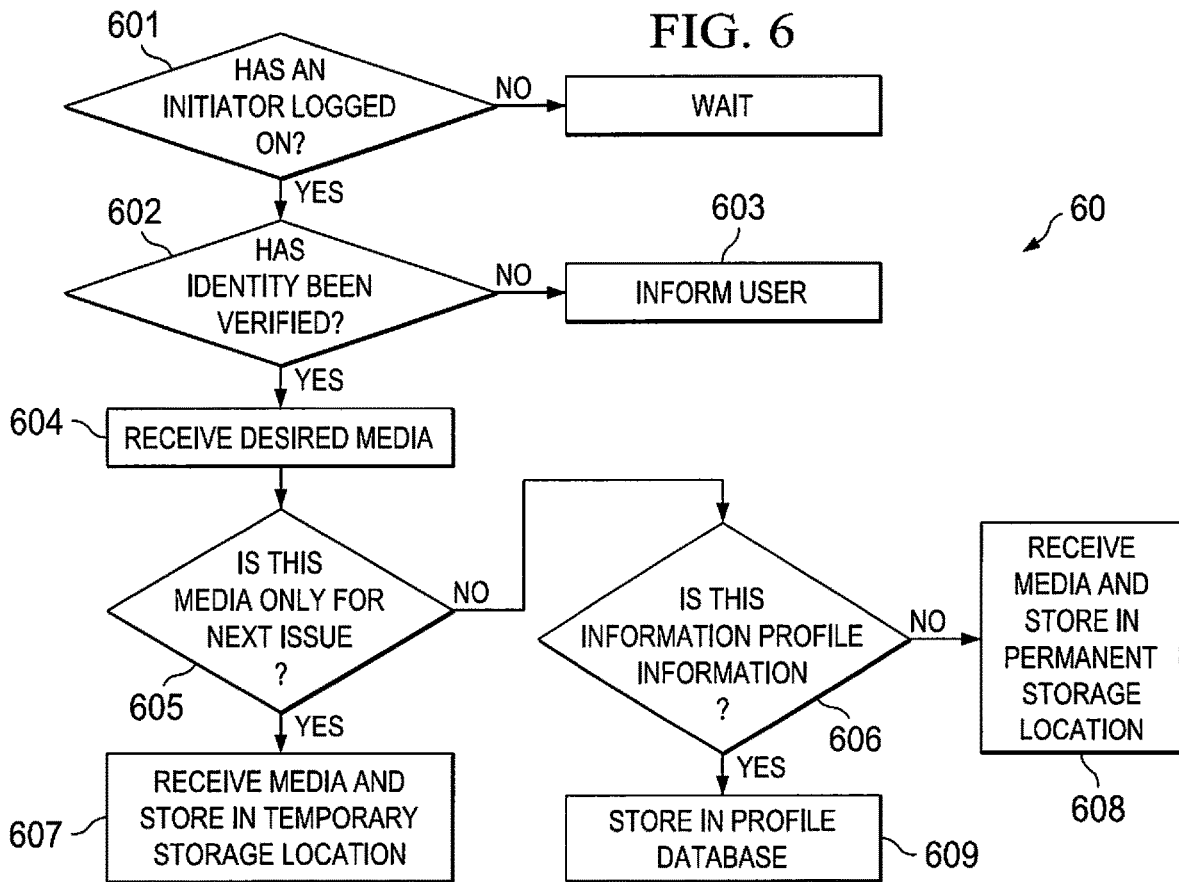 FIG. 6
601
HAS AN
INITIATOR LOGGED
ON?
NO
WAIT
YES
602
HAS
IDENTITY BEEN
VERIFIED?
NO
603
INFORM USER
60
YES
604
RECEIVE DESIRED MEDIA
IS THIS
MEDIA ONLY FOR
NEXT ISSUE
?
605
NO
YES
607
RECEIVE MEDIA AND
STORE IN TEMPORARY
STORAGE LOCATION
IS THIS
INFORMATION PROFILE
INFORMATION
?
606
NO
YES
STORE IN PROFILE
DATABASE
609
RECEIVE
MEDIA AND
STORE IN
PERMANENT
STORAGE
LOCATION
608